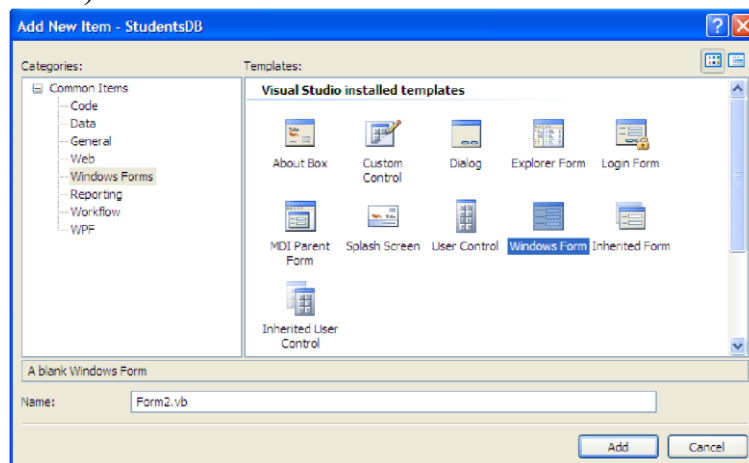 Add New Item - StudentsDB
Categories:
Templates:
Common Items
Code
Data
General
Web
Windows Forms
Reporting
Workflow
WPF
Visual Studio installed templates
About Box
Custom
Control
Dialog
Explorer Form
Login Form
MDI Parent
Form
Splash Screen
User Control
Windows Form
Inherited Form
Inherited User
Control
A blank Windows Form
Name:
Form2.vb
Add
Cancel